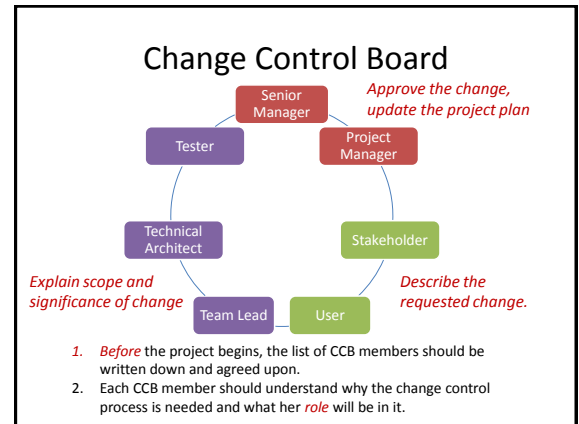 Change Control Board
Senior
Manager
Approve the change,
update the project plan
Project
Manager
Tester
Technical
Architect
Stakeholder
Explain scope and
significance of change
Describe the
requested change.
Team Lead
User
1. Before the project begins, the list of CCB members should be
written down and agreed upon.
2. Each CCB member should understand why the change control
process is needed and what her role will be in it.